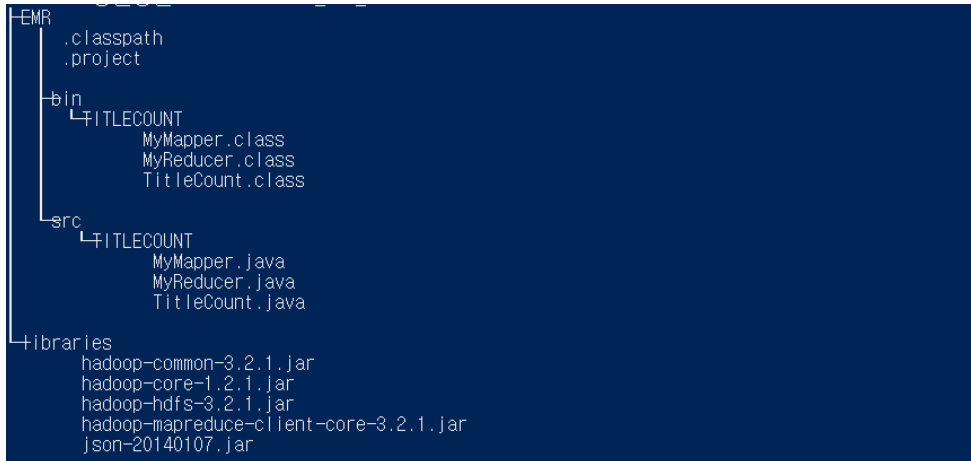 EMR
.classpath
.project
bin
TITLECOUNT
MyMapper.class
MyReducer.class
TitleCount.class
src
TITLECOUNT
MyMapper.java
MyReducer.java
TitleCount.java
libraries
hadoop-common-3.2.1.jar
hadoop-core-1.2.1.jar
hadoop-hdfs-3.2.1.jar
hadoop-mapreduce-client-core-3.2.1.jar
json-20140107.jar